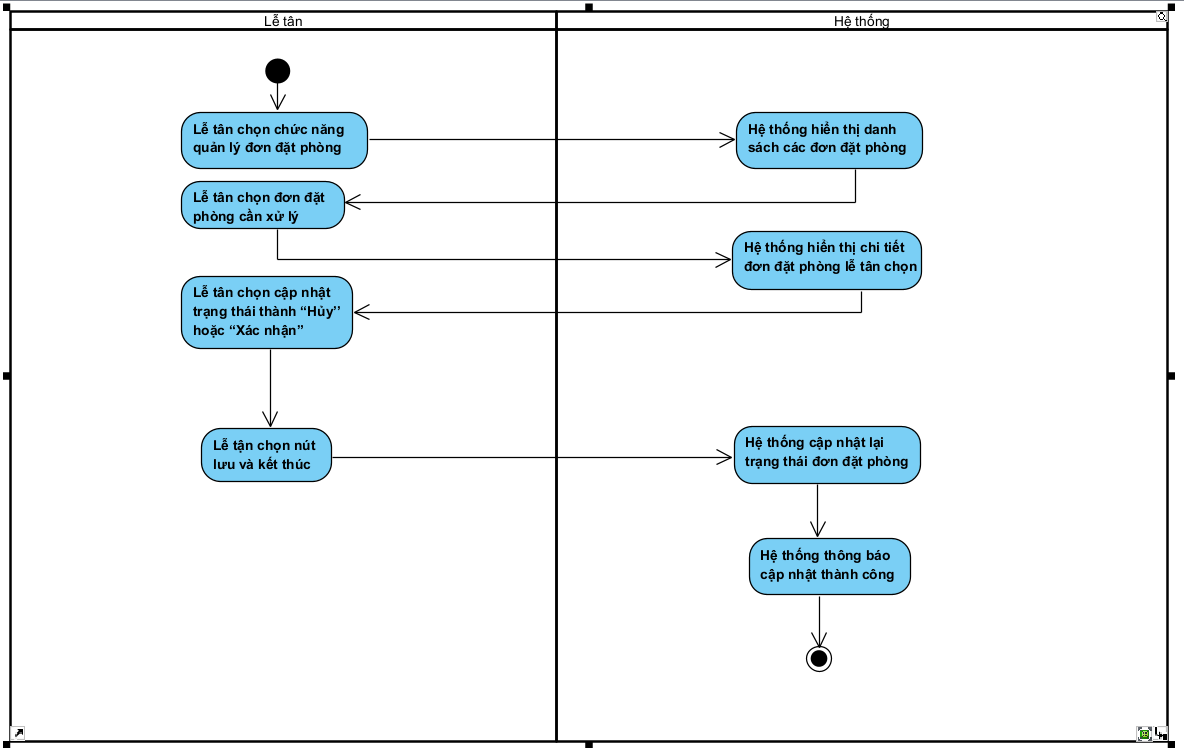 Lễ tân
Hệ thống
Lễ tân chọn chức năng
quản lý đơn đặt phòng
Hệ thống hiển thị danh
sách các đơn đặt phòng
Lễ tân chọn đơn đặt
phòng cần xử lý
Hệ thống hiển thị chi tiết
đơn đặt phòng lễ tân chọn
Lễ tân chọn cập nhật
trạng thái thành “Hủy’’
hoặc “Xác nhận”
Lễ tận chọn nút
lưu và kết thúc
Hệ thống cập nhật lại
trạng thái đơn đặt phòng
Hệ thống thông báo
cập nhật thành công